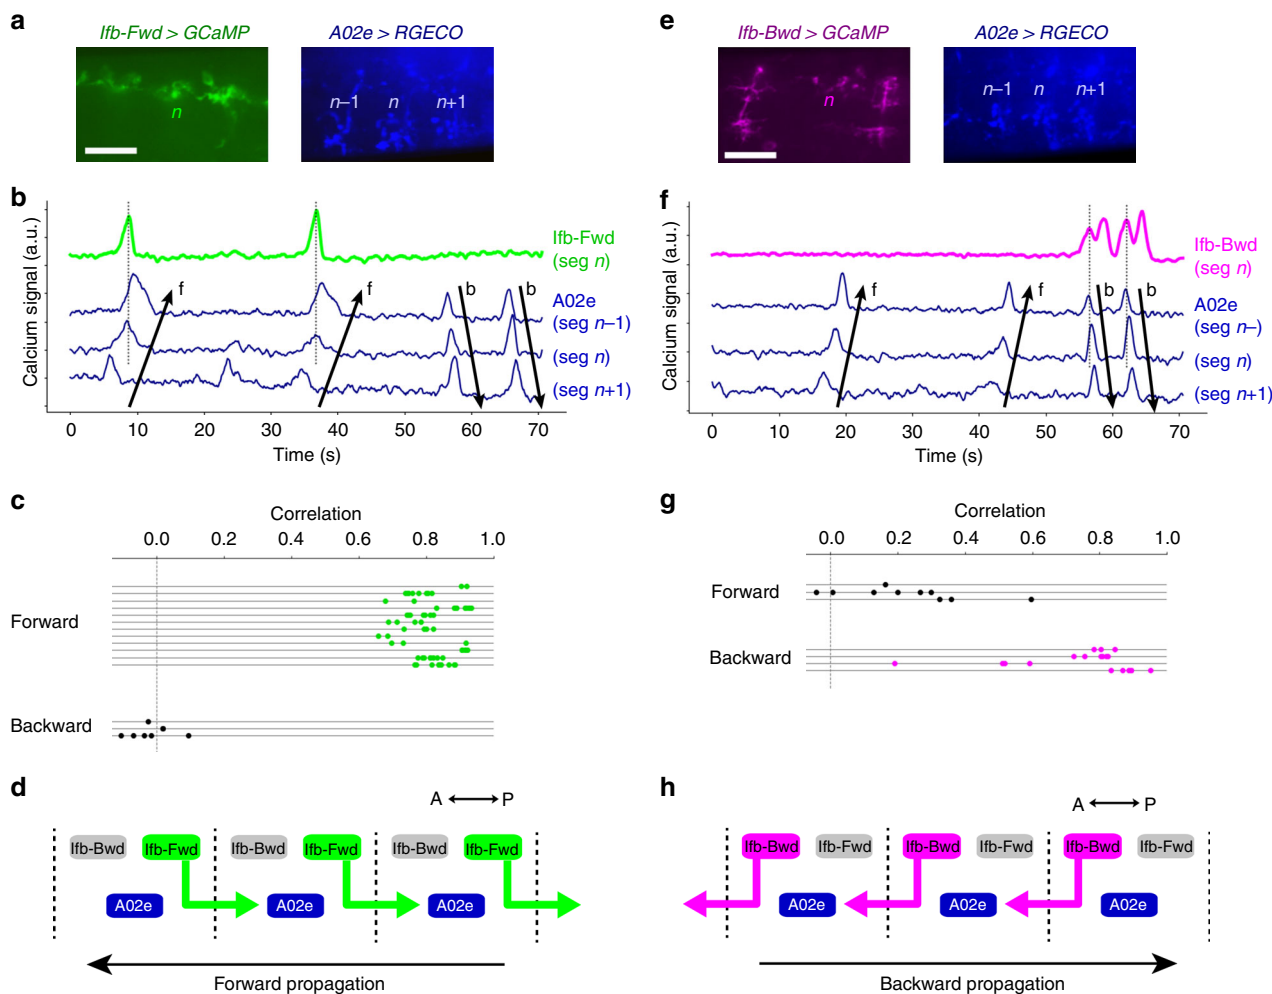 a
Ifb-Fwd > GCaMP
A02e > RGECO
n
n–1
n
n+1
b
Calcium signal (a.u.)
Ifb-Fwd
(seg n)
A02e
(seg n–1)
(seg n)
(seg n+1)
f
f
b
b
0 10 20 30 40 50 60 70
Time (s)
c
Correlation
0.0 0.2 0.4 0.6 0.8 1.0
Forward
Backward
d
A P
Ifb-Bwd Ifb-Fwd Ifb-Bwd Ifb-Fwd Ifb-Bwd Ifb-Fwd
A02e A02e A02e
Forward propagation
e
Ifb-Bwd > GCaMP
A02e > RGECO
n
n–1
n
n+1
f
Calcium signal (a.u.)
Ifb-Bwd
(seg n)
A02e
(seg n–)
(seg n)
(seg n+1)
f
f
b
b
0 10 20 30 40 50 60 70
Time (s)
g
Correlation
0.0 0.2 0.4 0.6 0.8 1.0
Forward
Backward
h
A P
Ifb-Bwd Ifb-Fwd Ifb-Bwd Ifb-Fwd Ifb-Bwd Ifb-Fwd
A02e A02e A02e
Backward propagation